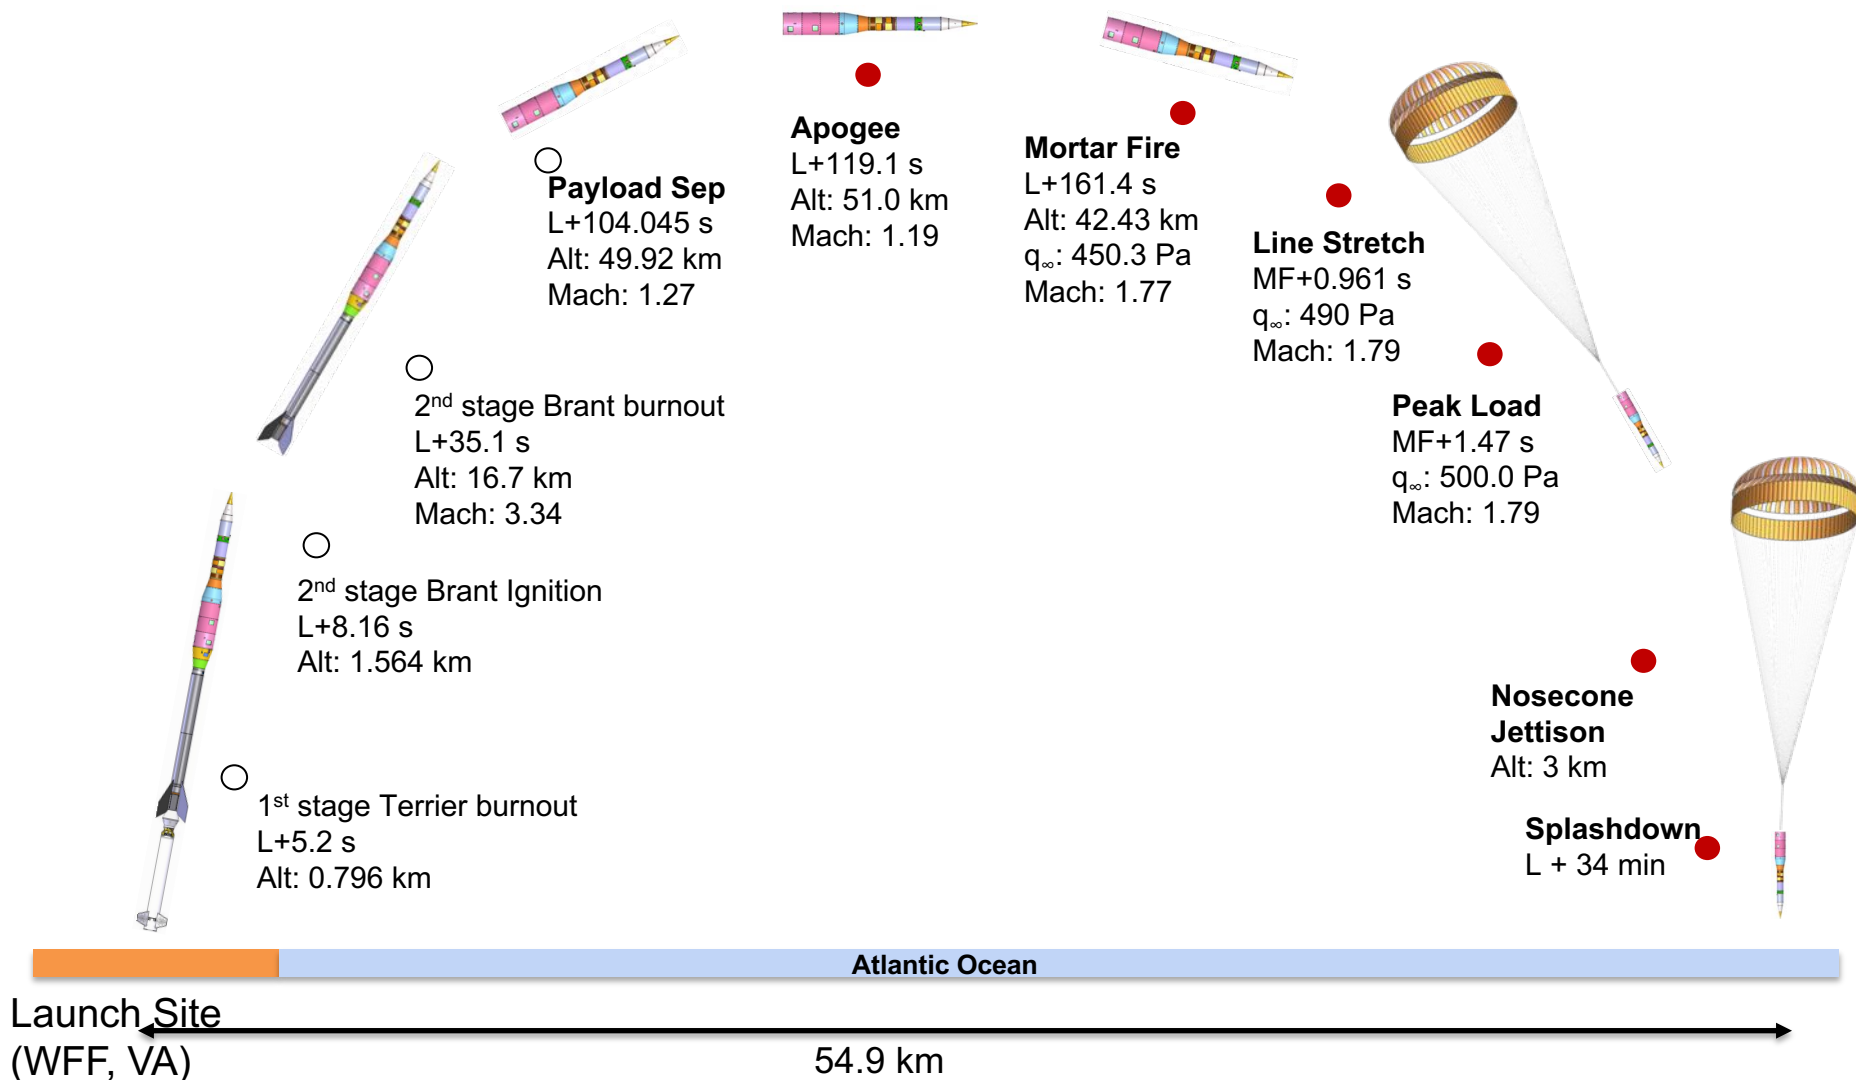 Payload Sep
L+104.045 s
Alt: 49.92 km
Mach: 1.27
Apogee
L+119.1 s
Alt: 51.0 km
Mach: 1.19
Mortar Fire
L+161.4 s
Alt: 42.43 km
q∞: 450.3 Pa
Mach: 1.77
Line Stretch
MF+0.961 s
q∞: 490 Pa
Mach: 1.79
Peak Load
MF+1.47 s
q∞: 500.0 Pa
Mach: 1.79
2nd stage Brant burnout
L+35.1 s
Alt: 16.7 km
Mach: 3.34
2nd stage Brant Ignition
L+8.16 s
Alt: 1.564 km
1st stage Terrier burnout
L+5.2 s
Alt: 0.796 km
Nosecone
Jettison
Alt: 3 km
Splashdown
L + 34 min
Atlantic Ocean
Launch Site
(WFF, VA)
54.9 km